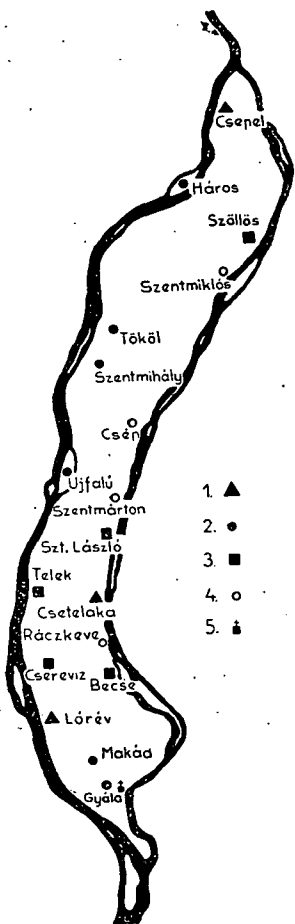 Csepel
Háros
Szöllös
Szentmiklós
Tököl
Szentmihály
Csép
Ujfalú
Szentmárton
Szt. László
Telek
Csetelaka
Ráczkeve
Csereviz
Becse
Lórév
Makád
Gyála
1.
2.
3.
4.
5.